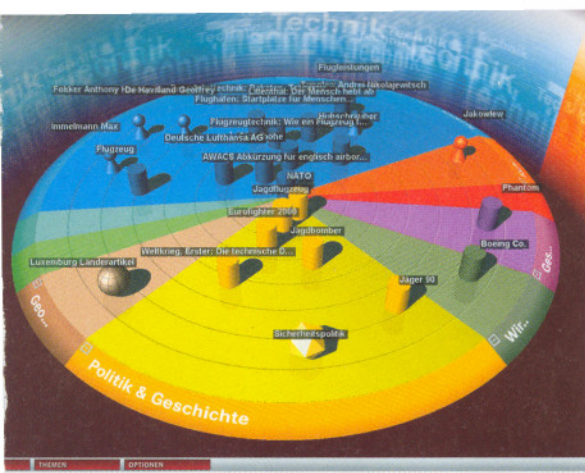 Technik
Technik
Flugleistungen
Fokker Anthony H
De Havilland Geoffrey
Andrei Nikolajewitsch
Lilienthal: Der Mensch hebt ab
Flughafen: Startplätze für Menschen...
Hubschrauber
Jakowlew
Immelmann Max
Flugzeugtechnik: Wie ein Flugzeug f...
Deutsche Lufthansa AG
Flugzeug
AWACS Abkürzung für englisch airbor...
NATO
Jagdflugzeug
Phantom
Eurofighter 2000
Jagdbomber
Boeing Co.
Weltkrieg, Erster: Die technische D...
Luxemburg Länderartikel
Ges...
Jäger 90
Geo...
Sicherheitspolitik
Wir..
Politik & Geschichte
THEMEN
OPTIONEN